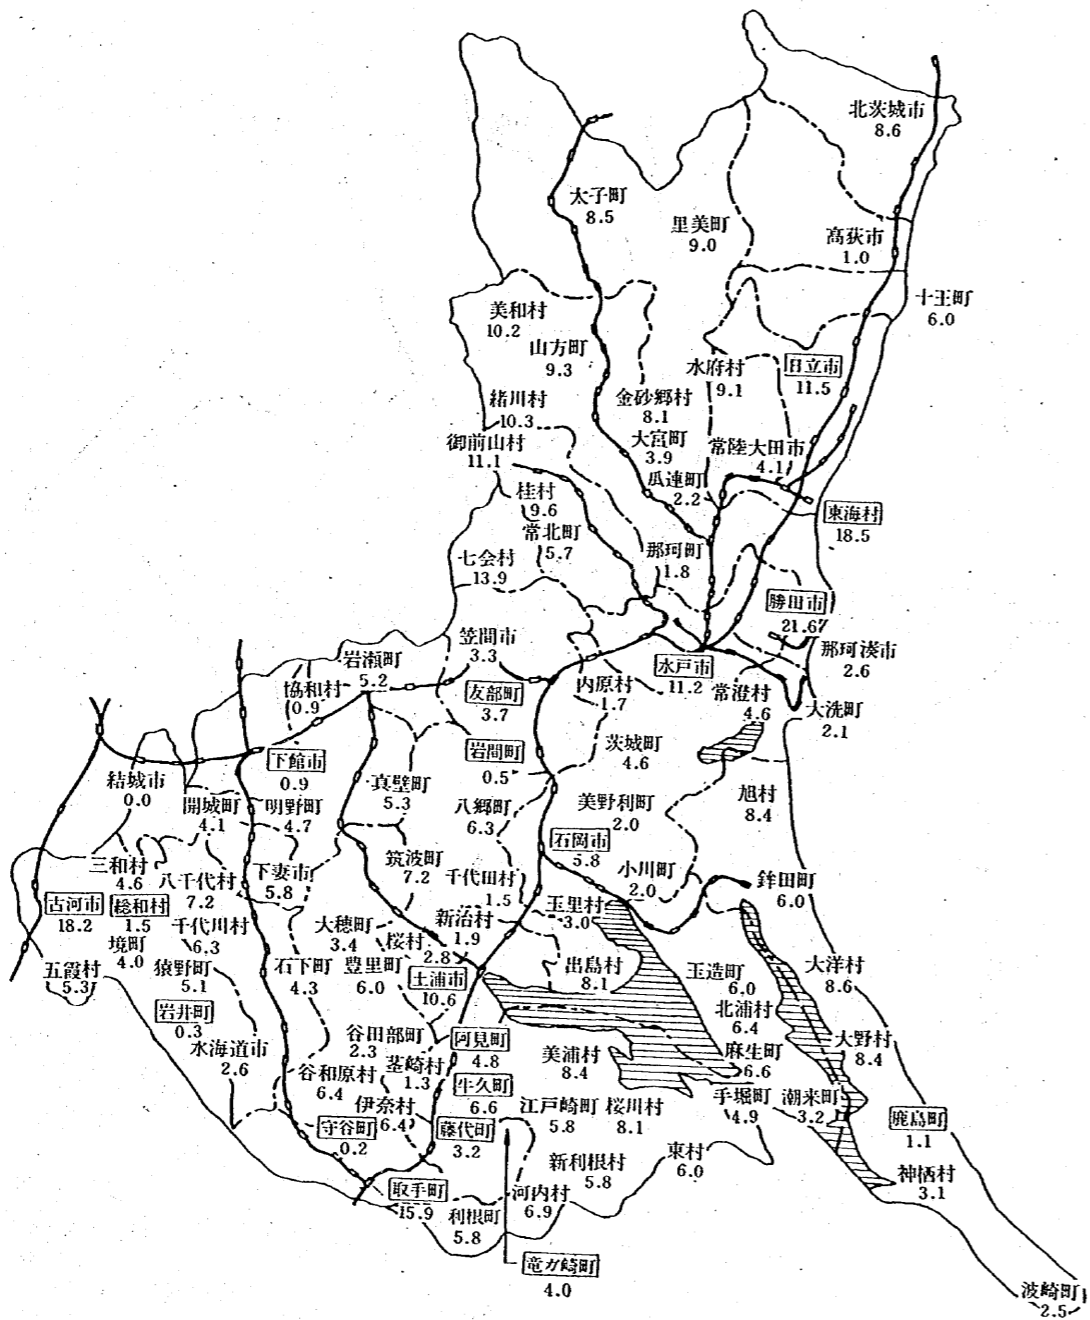 北茨城市
8.6
太子町
8.5
里美町
9.0
高荻市
1.0
十王町
6.0
美和村
10.2
山方町
9.3
水府村
9.1
日立市
11.5
緒川村
10.3
金砂郷村
8.1
御前山村
11.1
大宮町
3.9
常陸大田市
4.1
瓜連町
2.2
桂村
9.6
東海村
18.5
常北町
5.7
那珂町
1.8
七会村
13.9
勝田市
21.67
笠間市
3.3
那珂湊市
2.6
岩瀬町
5.2
水戸市
11.2
協和村
0.9
友部町
3.7
内原村
1.7
常澄村
4.6
大洗町
2.1
岩間町
0.5
茨城町
4.6
下館市
0.9
結城市
0.0
真壁町
5.3
開城町
4.1
明野町
4.7
八郷町
6.3
美野利町
2.0
旭村
8.4
石岡市
5.8
三和村
4.6
八千代村
7.2
下妻市
5.8
筑波町
7.2
千代田村
1.5
小川町
2.0
鉾田町
6.0
古河市
18.2
総和村
1.5
千代川村
6.3
大穂町
3.4
新治村
1.9
玉里村
3.0
境町
4.0
桜村
2.8
五霞村
5.3
猿野町
5.1
石下町
4.3
豊里町
6.0
土浦市
10.6
出島村
8.1
玉造町
6.0
大洋村
8.6
岩井町
0.3
北浦村
6.4
水海道市
2.6
谷田部町
2.3
阿見町
4.8
美浦村
8.4
麻生町
6.6
大野村
8.4
谷和原村
6.4
茎崎村
1.3
牛久町
6.6
伊奈村
6.4
江戸崎町
5.8
桜川村
8.1
手堀町
4.9
潮来町
3.2
鹿島町
1.1
守谷町
0.2
藤代町
3.2
新利根村
5.8
東村
6.0
神栖村
3.1
取手町
15.9
利根町
5.8
河内村
6.9
竜ガ崎町
4.0
波崎町
2.5